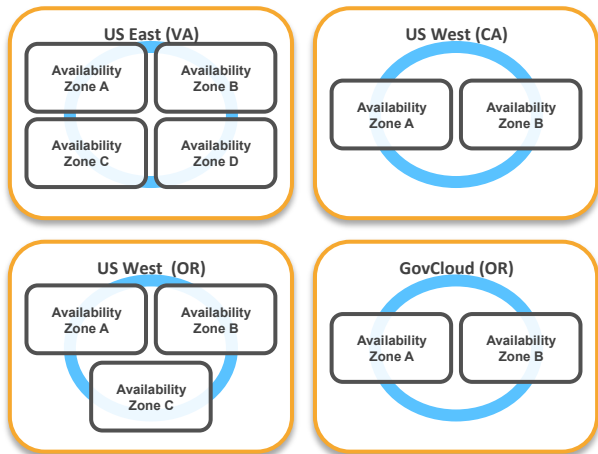 US East (VA)
Availability
Zone A
Availability
Zone B
Availability
Zone C
Availability
Zone D
US West (CA)
Availability
Zone A
Availability
Zone B
US West  (OR)
Availability
Zone A
Availability
Zone B
Availability
Zone C
GovCloud (OR)
Availability
Zone A
Availability
Zone B